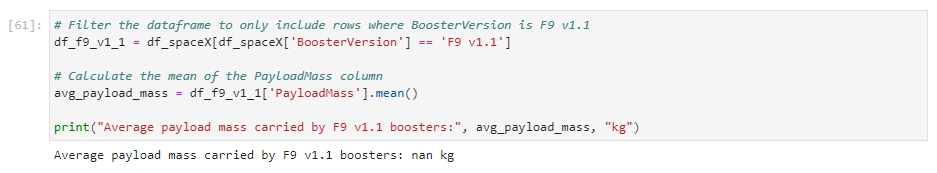 [61]: # Filter the dataframe to only include rows where BoosterVersion is F9 v1.1
df_f9_v1_1 = df_spaceX[df_spaceX['BoosterVersion'] == 'F9 v1.1']
# Calculate the mean of the PayloadMass column
avg_payload_mass = df_f9_v1_1['PayloadMass'].mean()
print("Average payload mass carried by F9 v1.1 boosters:", avg_payload_mass, "kg")
Average payload mass carried by F9 v1.1 boosters: nan kg